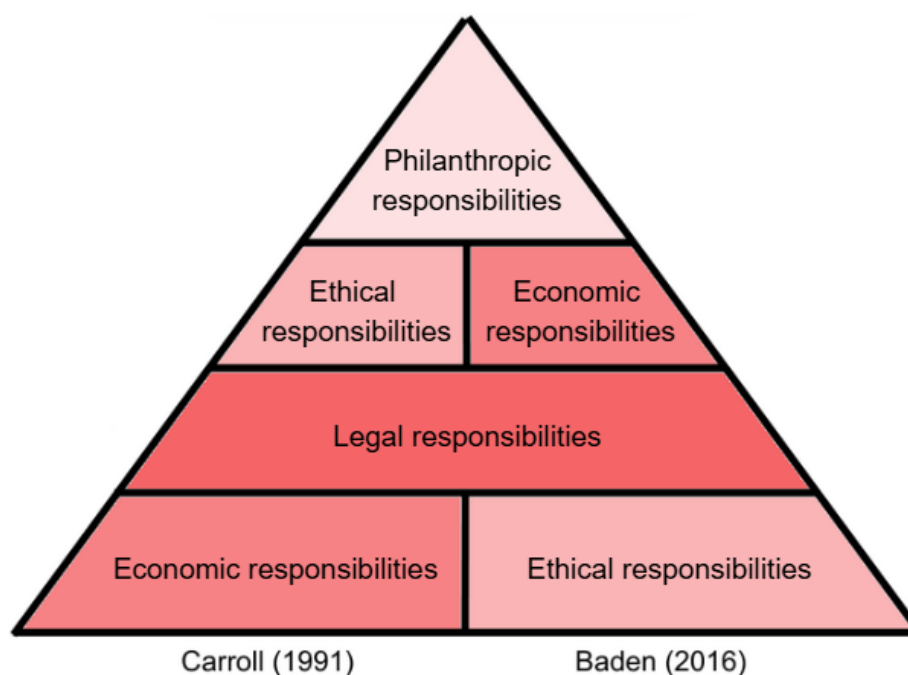 Philanthropic
responsibilities
Ethical
responsibilities
Economic
responsibilities
Legal responsibilities
Economic responsibilities
Ethical responsibilities
Carroll (1991)
Baden (2016)